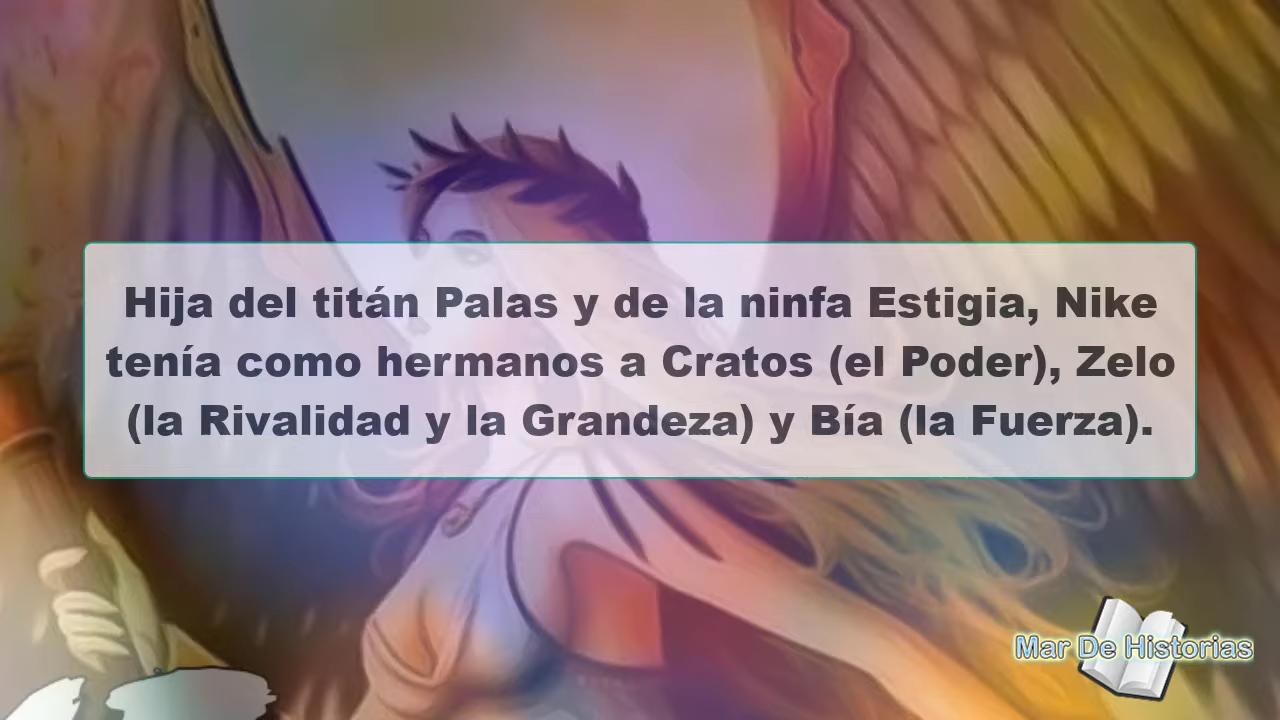 Hija del titán Palas y de la ninfa Estigia, Nike
tenía como hermanos a Cratos (el Poder), Zelo
(la Rivalidad y la Grandeza) y Bía (la Fuerza).
Mar De Historias